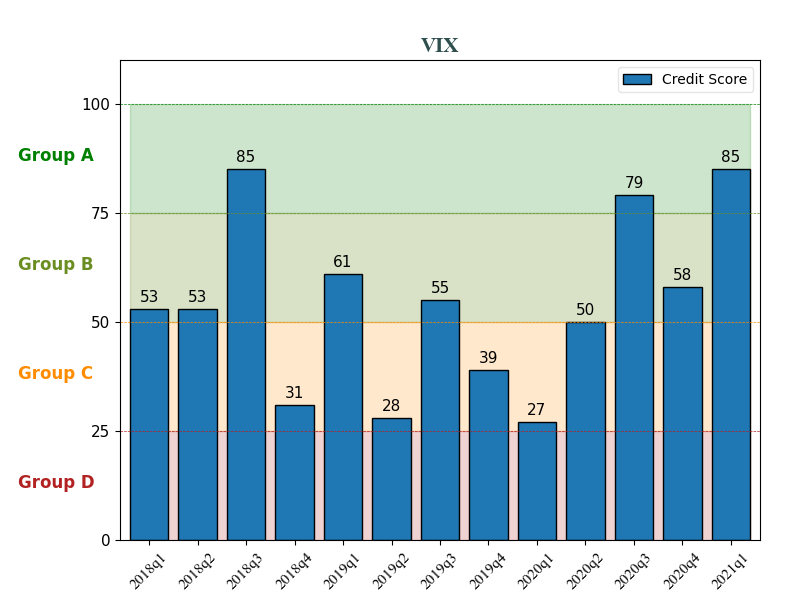 VIX
Credit Score
100
75
50
25
0
Group A
Group B
Group C
Group D
53
53
85
31
61
28
55
39
27
50
79
58
85
2018q1
2018q2
2018q3
2018q4
2019q1
2019q2
2019q3
2019q4
2020q1
2020q2
2020q3
2020q4
2021q1